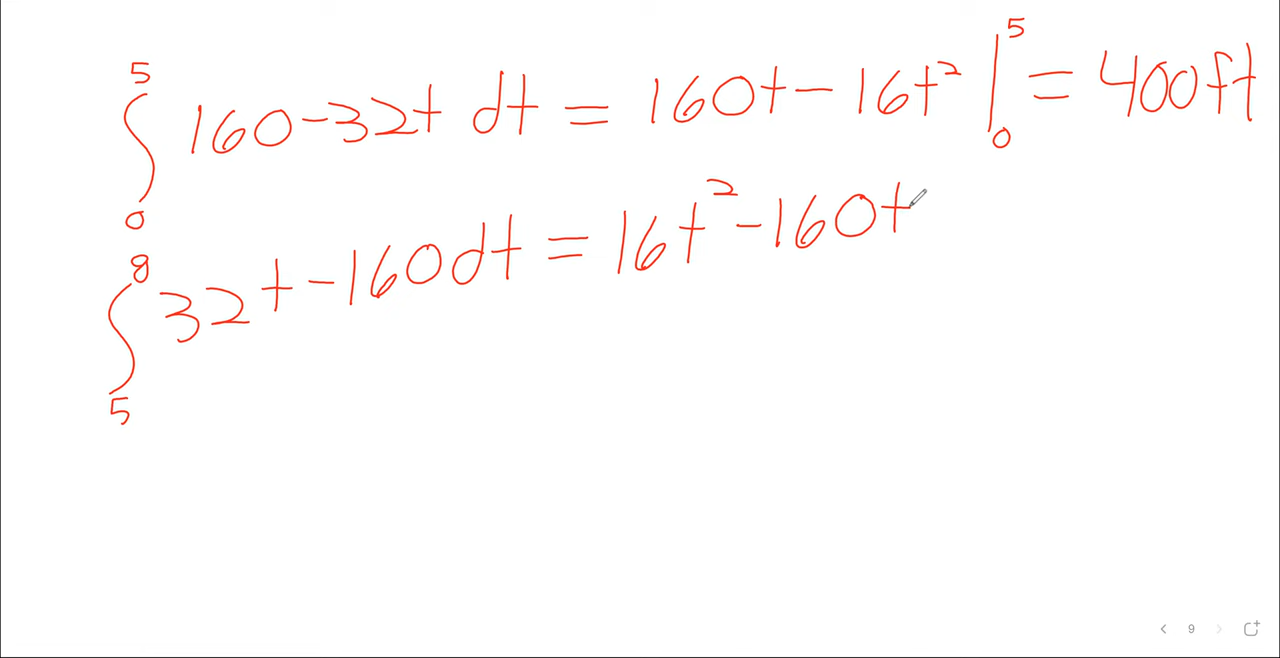 ∫₀⁵ 160-32t dt = 160t - 16t² |₀⁵ = 400ft
∫₅⁸ 32t - 160dt = 16t² - 160t
9